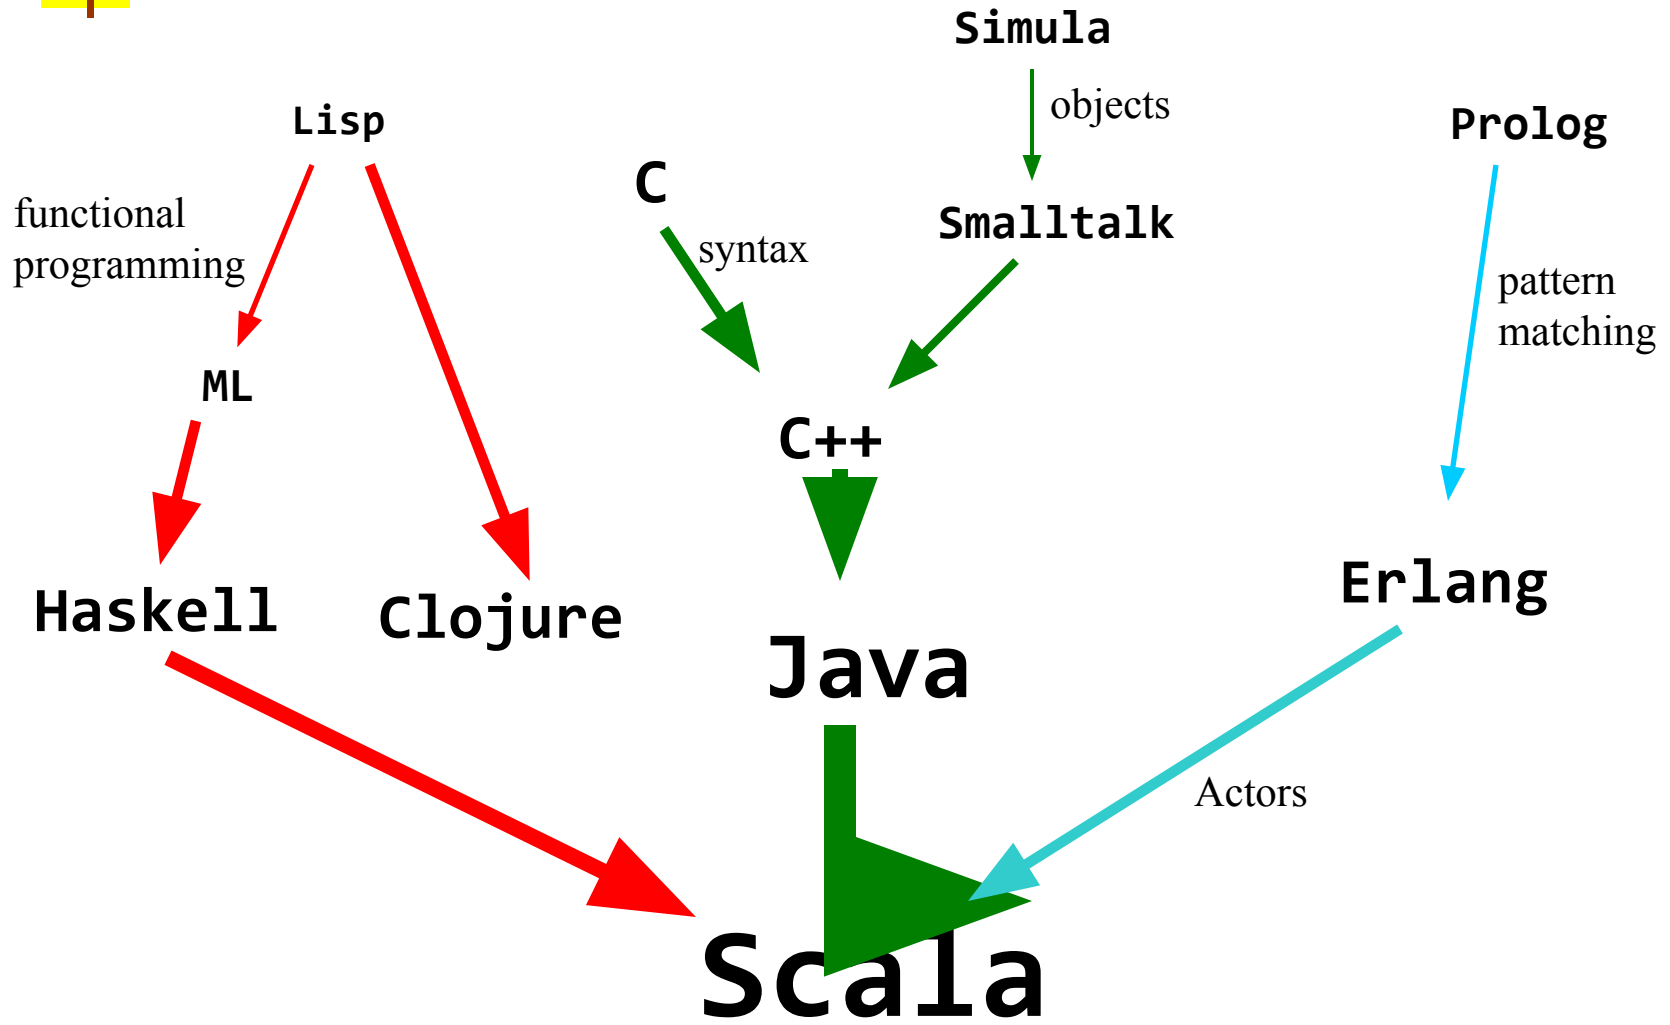 Simula
objects
Lisp
Prolog
C
functional
programming
syntax
Smalltalk
pattern
matching
ML
C++
Haskell
Clojure
Erlang
Java
Actors
Scala